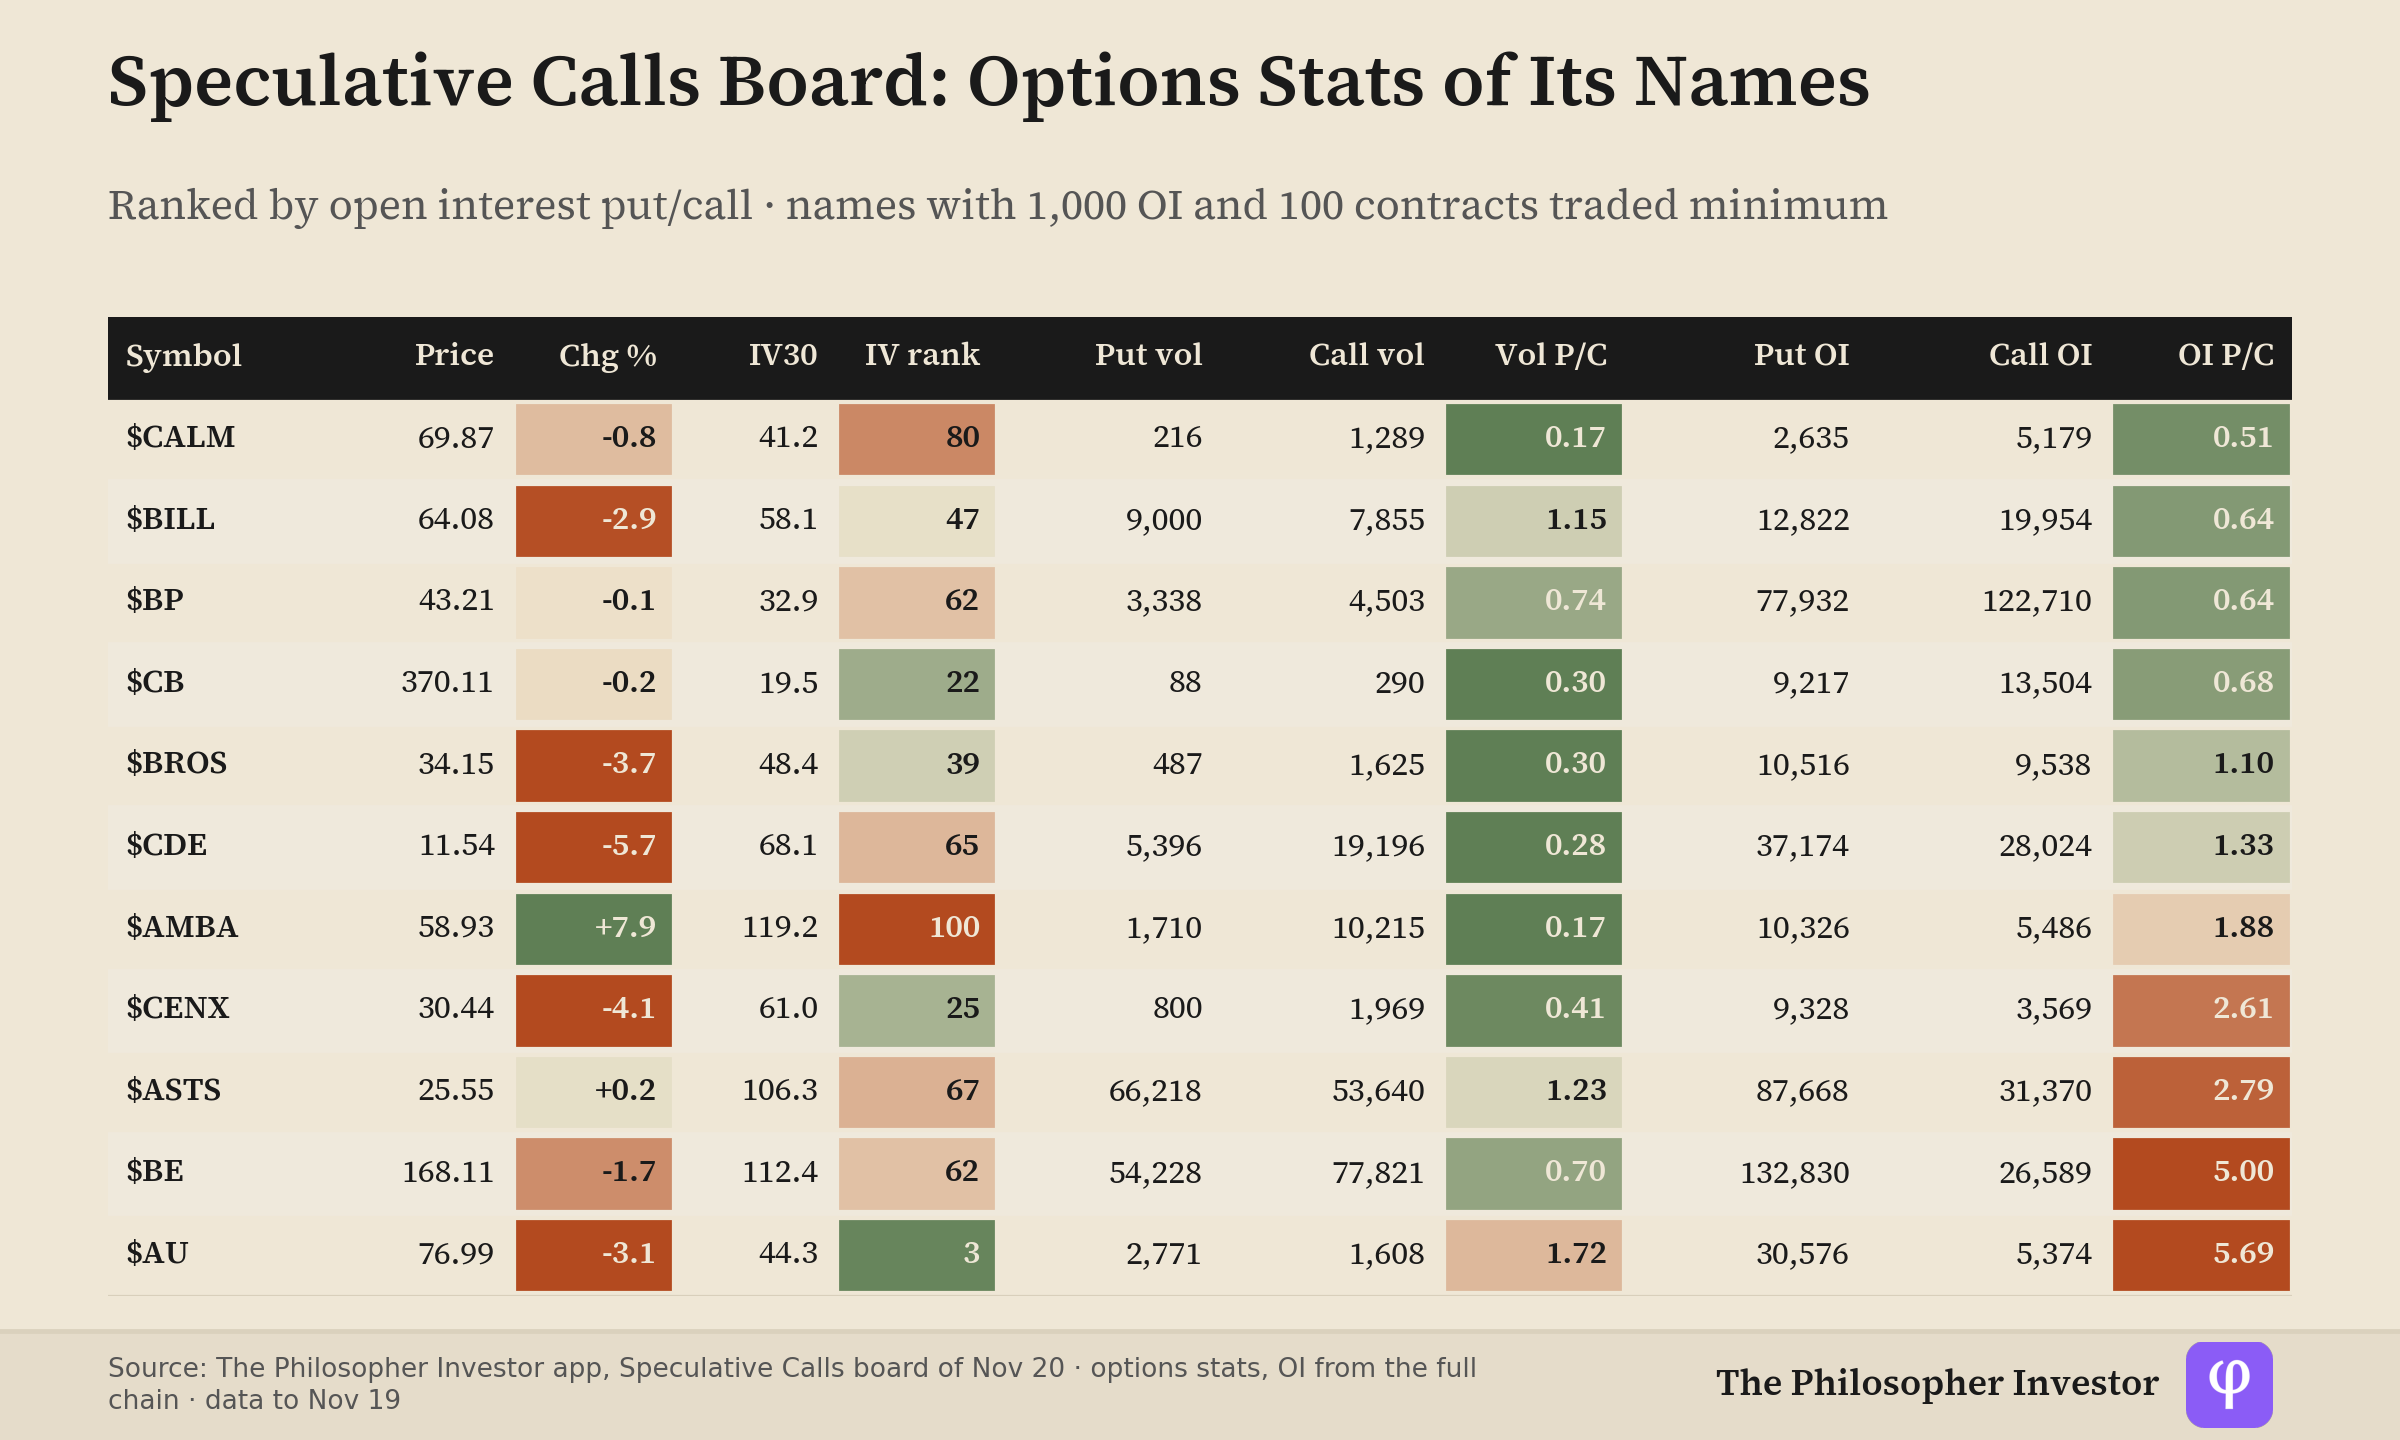 Speculative Calls Board: Options Stats of Its Names
Ranked by open interest put/call · names with 1,000 OI and 100 contracts traded minimum
Symbol Price Chg % IV30 IV rank Put vol Call vol Vol P/C Put OI Call OI OI P/C
$CALM 69.87 -0.8 41.2 80 216 1,289 0.17 2,635 5,179 0.51
$BILL 64.08 -2.9 58.1 47 9,000 7,855 1.15 12,822 19,954 0.64
$BP 43.21 -0.1 32.9 62 3,338 4,503 0.74 77,932 122,710 0.64
$CB 370.11 -0.2 19.5 22 88 290 0.30 9,217 13,504 0.68
$BROS 34.15 -3.7 48.4 39 487 1,625 0.30 10,516 9,538 1.10
$CDE 11.54 -5.7 68.1 65 5,396 19,196 0.28 37,174 28,024 1.33
$AMBA 58.93 +7.9 119.2 100 1,710 10,215 0.17 10,326 5,486 1.88
$CENX 30.44 -4.1 61.0 25 800 1,969 0.41 9,328 3,569 2.61
$ASTS 25.55 +0.2 106.3 67 66,218 53,640 1.23 87,668 31,370 2.79
$BE 168.11 -1.7 112.4 62 54,228 77,821 0.70 132,830 26,589 5.00
$AU 76.99 -3.1 44.3 3 2,771 1,608 1.72 30,576 5,374 5.69
Source: The Philosopher Investor app, Speculative Calls board of Nov 20 · options stats, OI from the full
chain · data to Nov 19
The Philosopher Investor φ